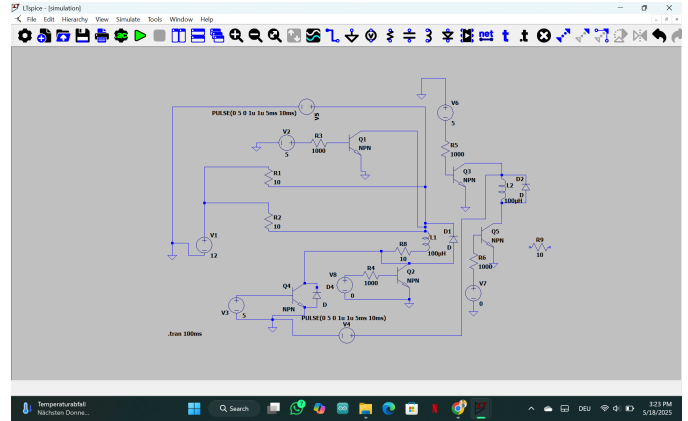 LTspice - [simulation]
File Edit Hierarchy View Simulate Tools Window Help
net t .t
V6
5
PULSE(0 5 0 1u 1u 5ms 10ms)
V5
V2
5
R3
1000
Q1
NPN
R5
1000
Q3
NPN
R1
10
L2
100µH
D2
D
R2
10
V1
12
L1
100µH
D1
D
R8
10
Q5
NPN
R9
10
R6
1000
V8
0
R4
1000
Q2
NPN
Q4
NPN
D4
D
V7
0
V3
5
PULSE(0 5 0 1u 1u 5ms 10ms)
V4
.tran 100ms
Temperaturabfall
Nächsten Donne...
Search
DEU
3:23 PM
5/18/2025